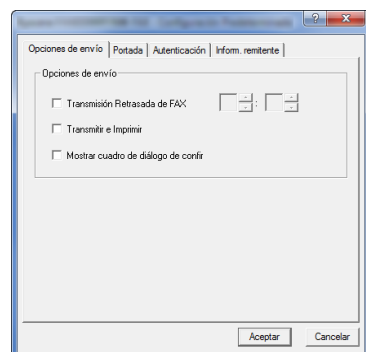 Configuración Predeterminada
Opciones de envío Portada Autenticación Inform. remitente
Opciones de envío
Transmisión Retrasada de FAX :
Transmitir e Imprimir
Mostrar cuadro de diálogo de confir
Aceptar Cancelar